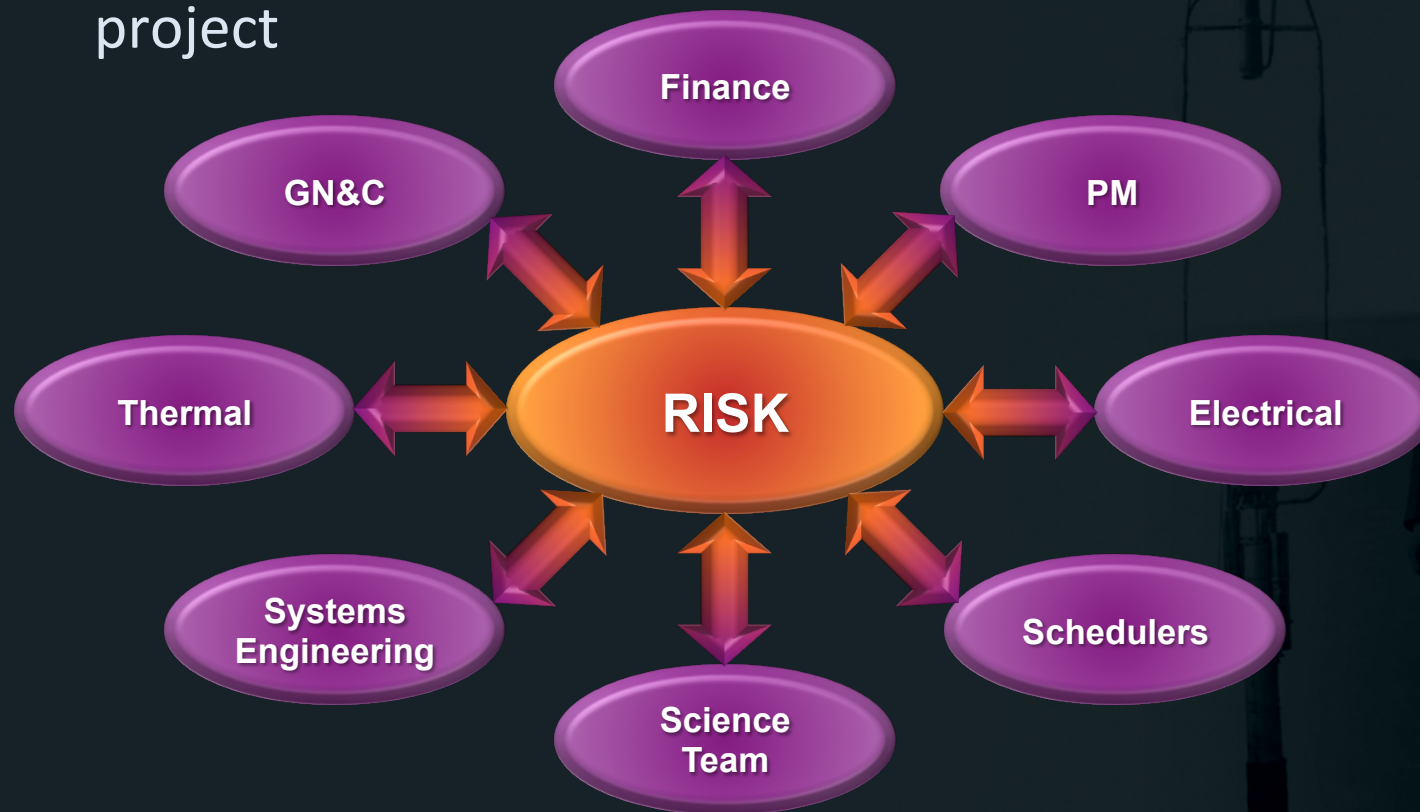 project
Finance
GN&C
PM
Thermal
RISK
Electrical
Systems
Engineering
Schedulers
Science
Team